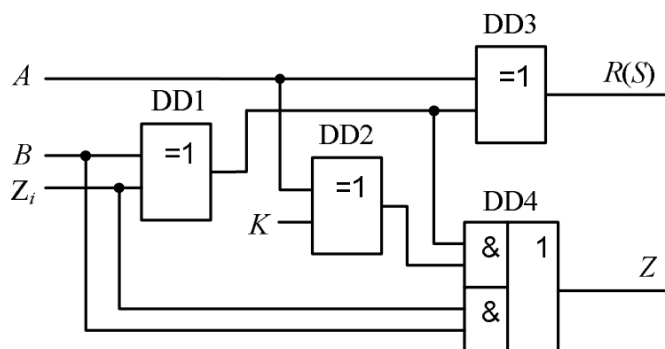 DD3
A
=1
R(S)
DD1
B
=1
DD2
Zi
=1
K
DD4
&
1
Z
&